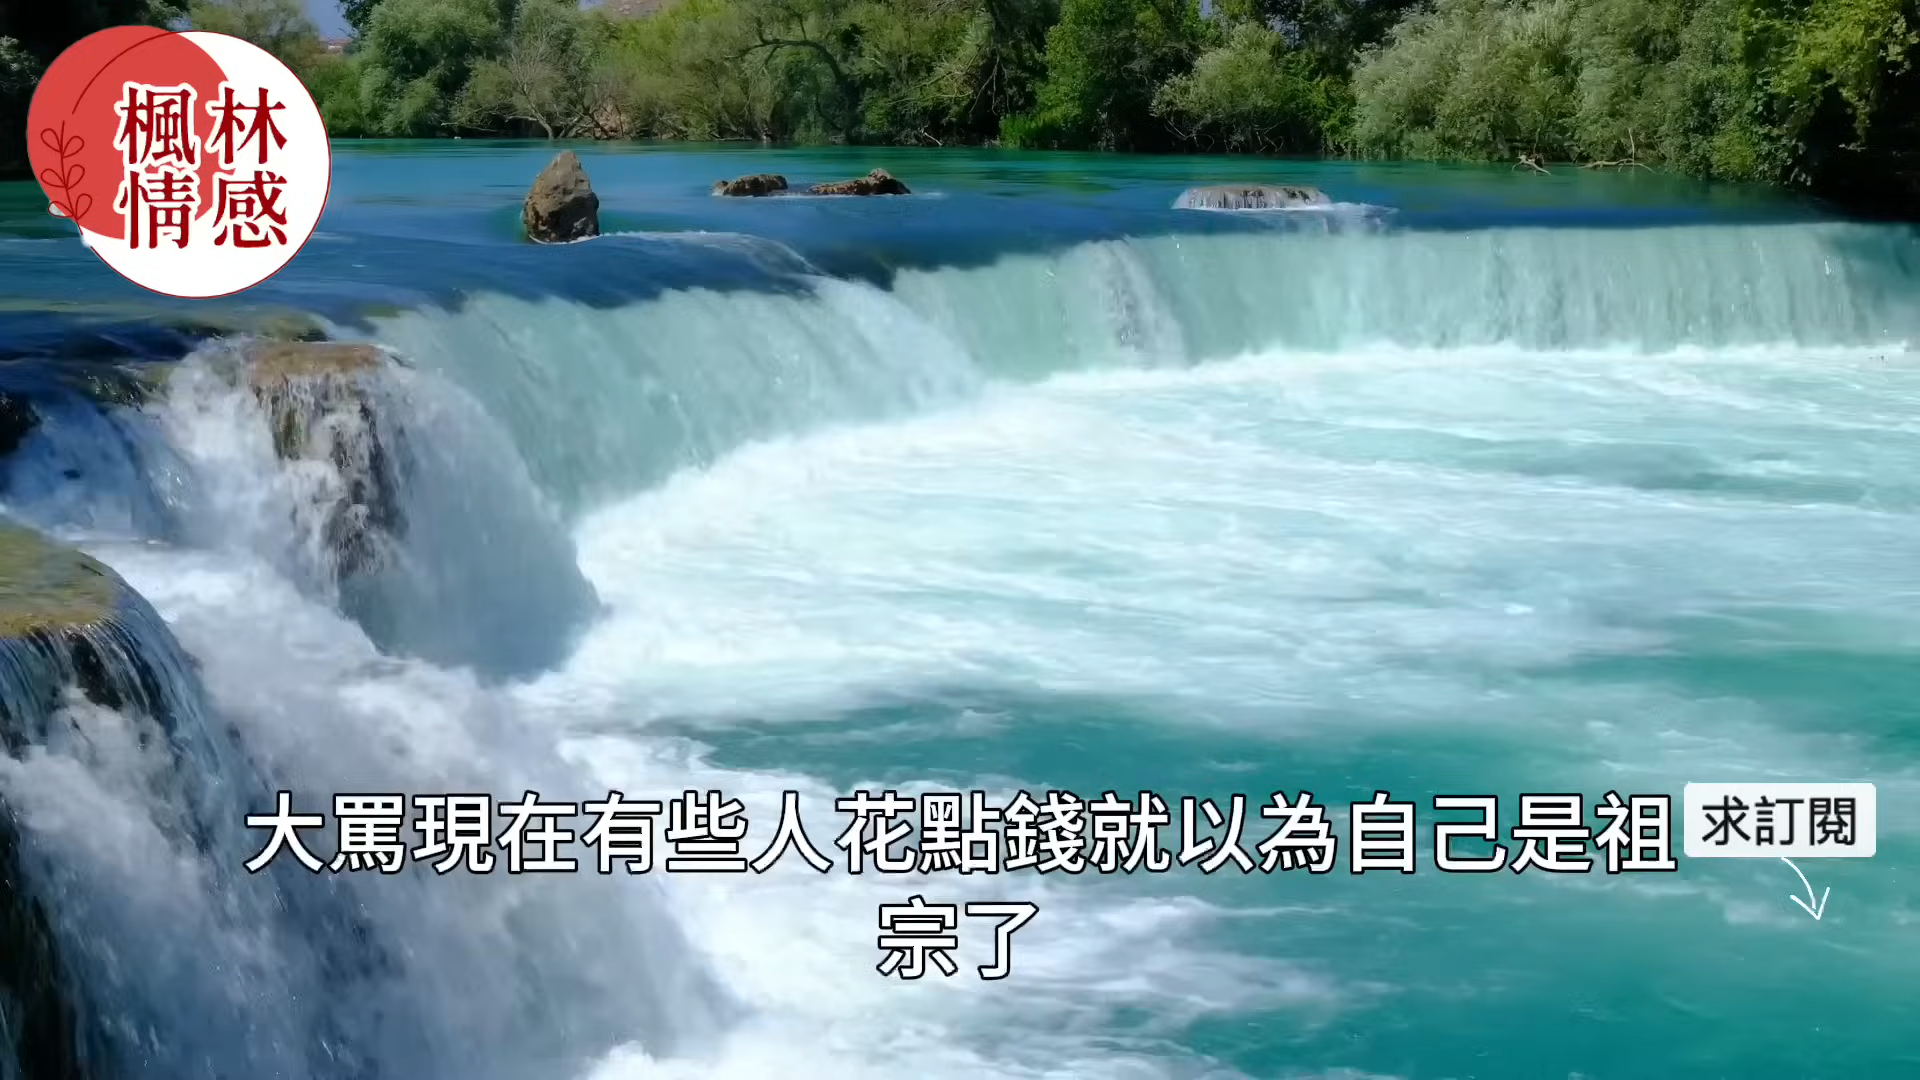 楓林
情感
大罵現在有些人花點錢就以為自己是祖
宗了
求訂閱